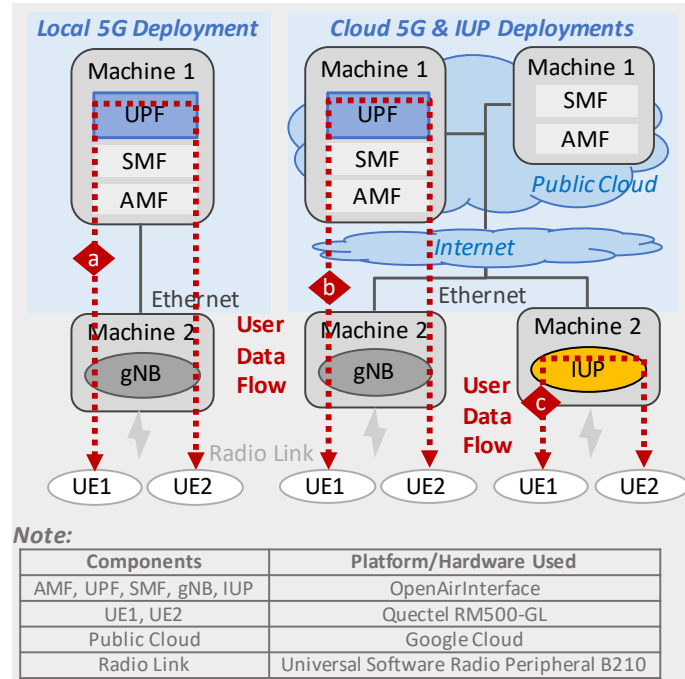 Local 5G Deployment
Machine 1
UPF
SMF
AMF
a
Ethernet
Machine 2
gNB
UE1
UE2
Cloud 5G & IUP Deployments
Machine 1
UPF
SMF
AMF
Machine 1
SMF
AMF
Public Cloud
Internet
b
Ethernet
User
Data
Flow
Machine 2
gNB
Radio Link
UE1
UE2
Machine 2
IUP
c
User
Data
Flow
UE1
UE2
Note:
Components Platform/Hardware Used
AMF, UPF, SMF, gNB, IUP OpenAirInterface
UE1, UE2 Quectel RM500-GL
Public Cloud Google Cloud
Radio Link Universal Software Radio Peripheral B210